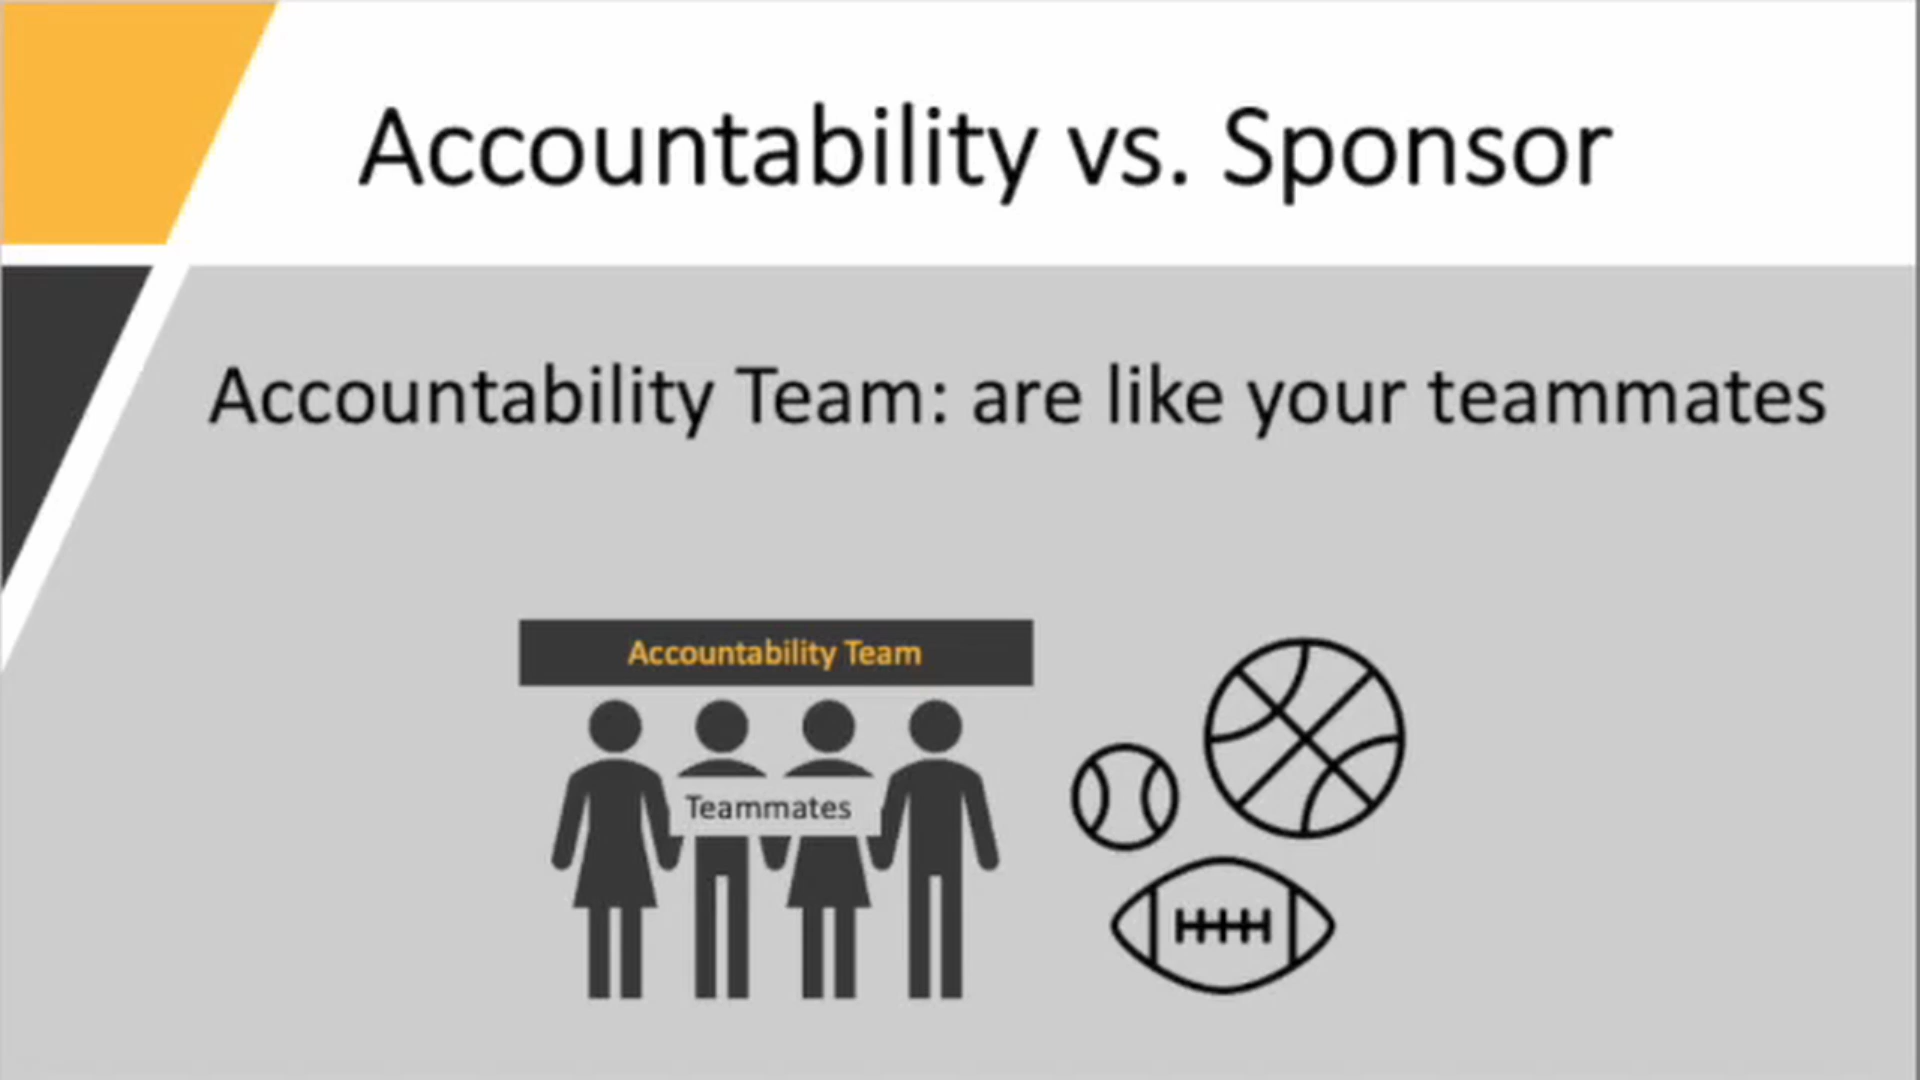 Accountability vs. Sponsor
Accountability Team: are like your teammates
Accountability Team
Teammates